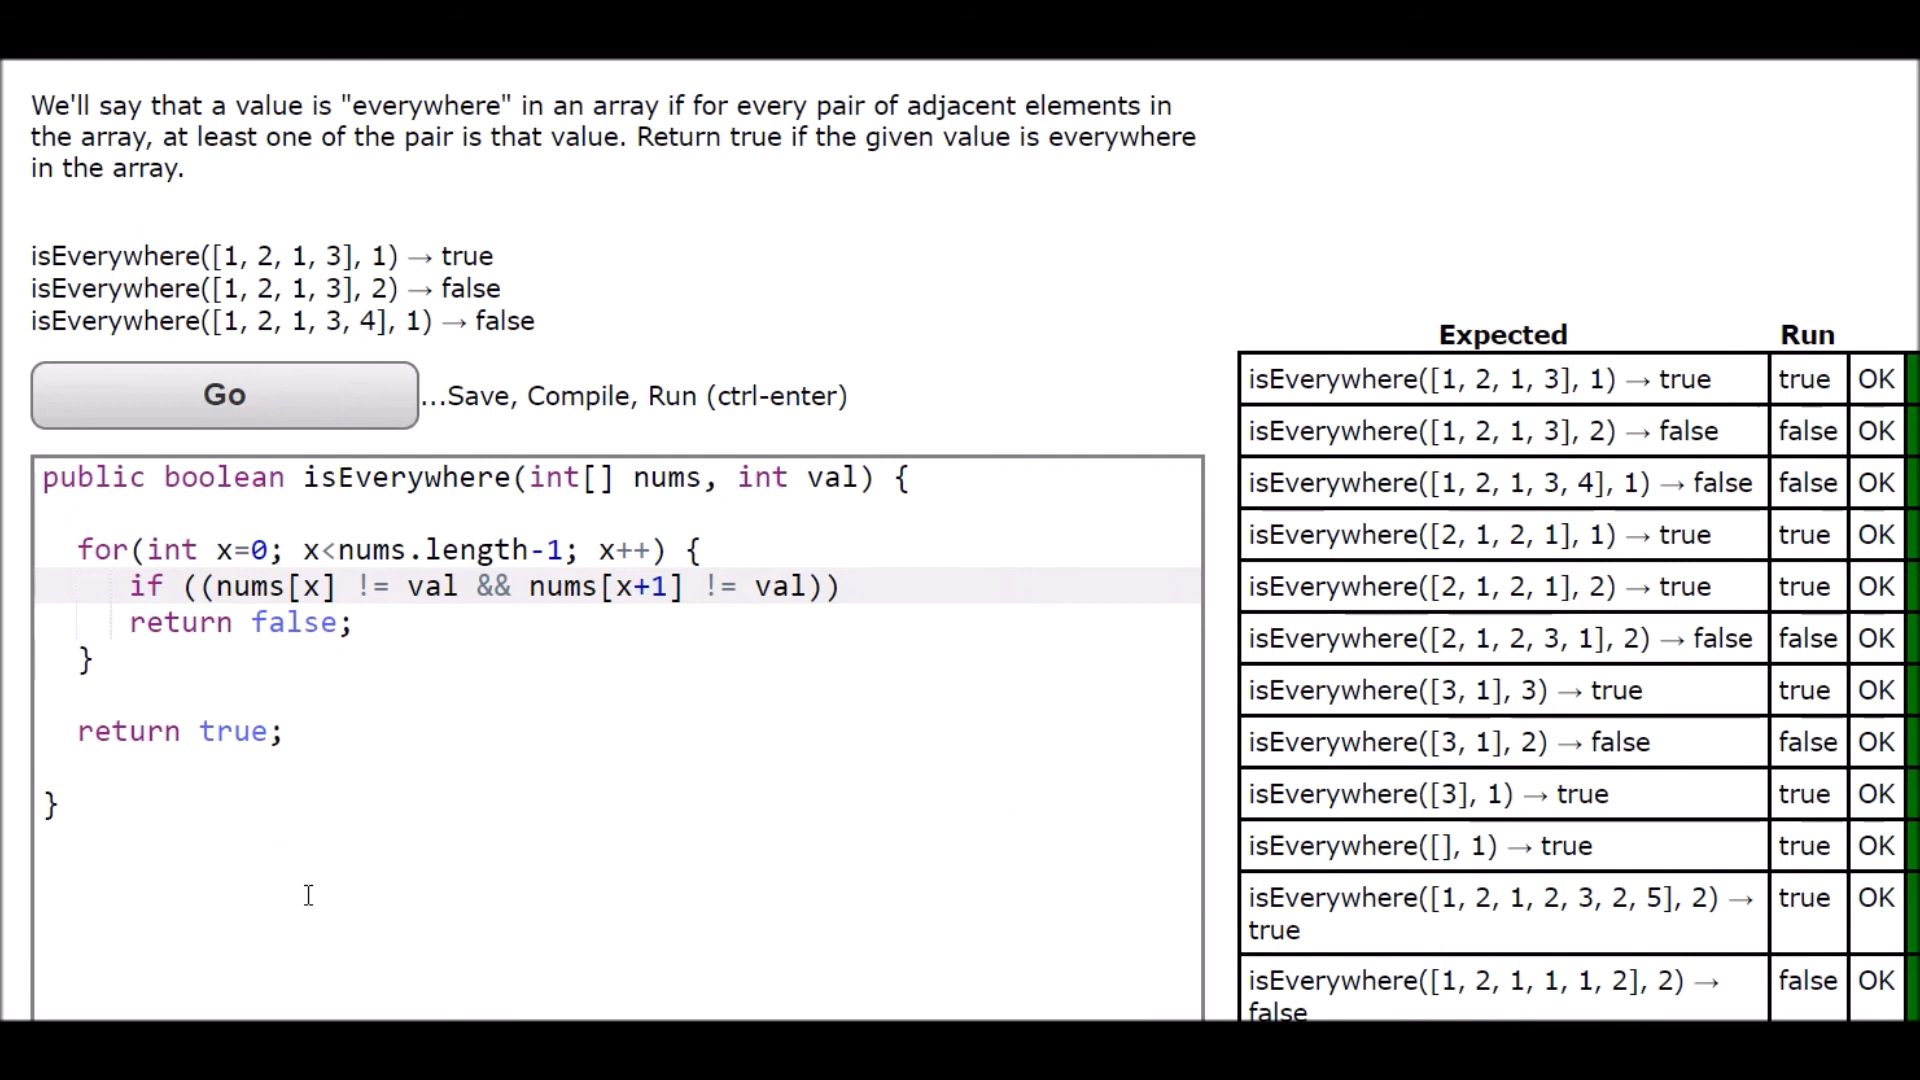 We'll say that a value is "everywhere" in an array if for every pair of adjacent elements in
the array, at least one of the pair is that value. Return true if the given value is everywhere
in the array.
isEverywhere([1, 2, 1, 3], 1) → true
isEverywhere([1, 2, 1, 3], 2) → false
isEverywhere([1, 2, 1, 3, 4], 1) → false
Go ...Save, Compile, Run (ctrl-enter)
public boolean isEverywhere(int[] nums, int val) {
for(int x=0; x<nums.length-1; x++) {
if ((nums[x] != val && nums[x+1] != val))
return false;
}
return true;
}
Expected Run
isEverywhere([1, 2, 1, 3], 1) → true true OK
isEverywhere([1, 2, 1, 3], 2) → false false OK
isEverywhere([1, 2, 1, 3, 4], 1) → false false OK
isEverywhere([2, 1, 2, 1], 1) → true true OK
isEverywhere([2, 1, 2, 1], 2) → true true OK
isEverywhere([2, 1, 2, 3, 1], 2) → false false OK
isEverywhere([3, 1], 3) → true true OK
isEverywhere([3, 1], 2) → false false OK
isEverywhere([3], 1) → true true OK
isEverywhere([], 1) → true true OK
isEverywhere([1, 2, 1, 2, 3, 2, 5], 2) → true OK
true
isEverywhere([1, 2, 1, 1, 1, 2], 2) → false OK
false